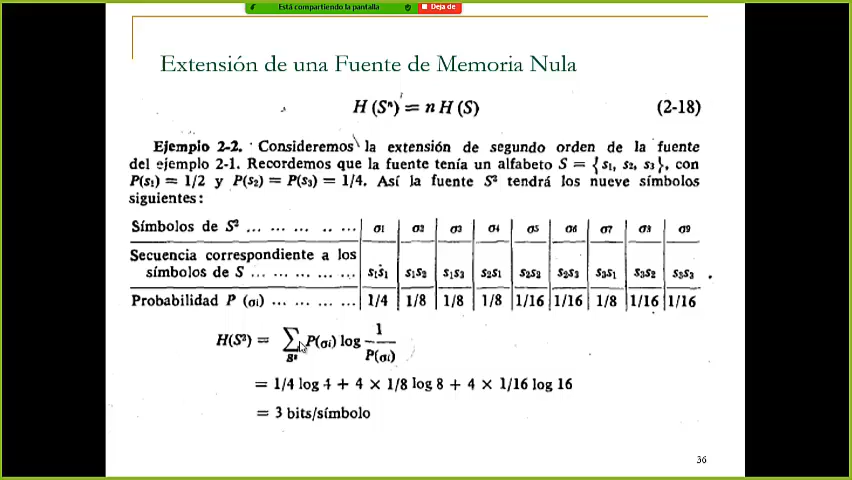 Está compartiendo la pantalla
Deja de
Extensión de una Fuente de Memoria Nula
H (Sⁿ) = n H (S) (2-18)
Ejemplo 2-2. Consideremos la extensión de segundo orden de la fuente
del ejemplo 2-1. Recordemos que la fuente tenía un alfabeto S = {s₁, s₂, s₃}, con
P(s₁) = 1/2 y P(s₂) = P(s₃) = 1/4. Así la fuente S² tendrá los nueve símbolos
siguientes:
Símbolos de S² ... ... ... .. ... ... σ₁ σ₂ σ₃ σ₄ σ₅ σ₆ σ₇ σ₈ σ₉
Secuencia correspondiente a los
símbolos de S ... ... ... ... ... s₁s₁ s₁s₂ s₁s₃ s₂s₁ s₂s₂ s₂s₃ s₃s₁ s₃s₂ s₃s₃
Probabilidad P (σᵢ) ... ... ... ... 1/4 1/8 1/8 1/8 1/16 1/16 1/8 1/16 1/16
H(S²) = ∑ P(σᵢ) log 1/P(σᵢ)
S²
= 1/4 log 4 + 4 × 1/8 log 8 + 4 × 1/16 log 16
= 3 bits/símbolo
36